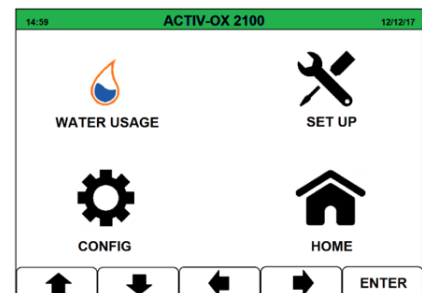 14:59 ACTIV-OX 2100 12/12/17
WATER USAGE SET UP
CONFIG HOME
ENTER